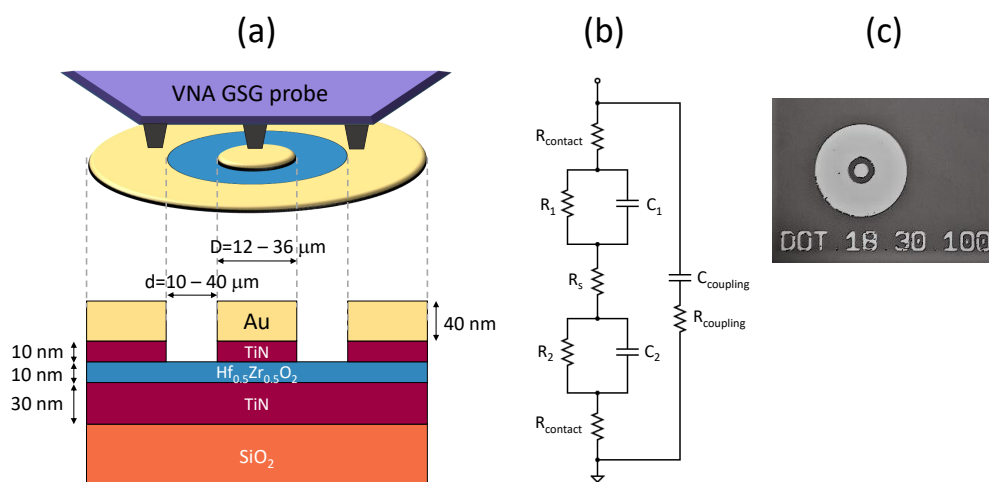 (a)
VNA GSG probe
D=12 – 36 μm
d=10 – 40 μm
Au
40 nm
10 nm
TiN
10 nm
Hf0.5Zr0.5O2
30 nm
TiN
SiO2
(b)
Rcontact
R1
C1
Rs
Ccoupling
Rcoupling
R2
C2
Rcontact
(c)
DOT 18 30 100